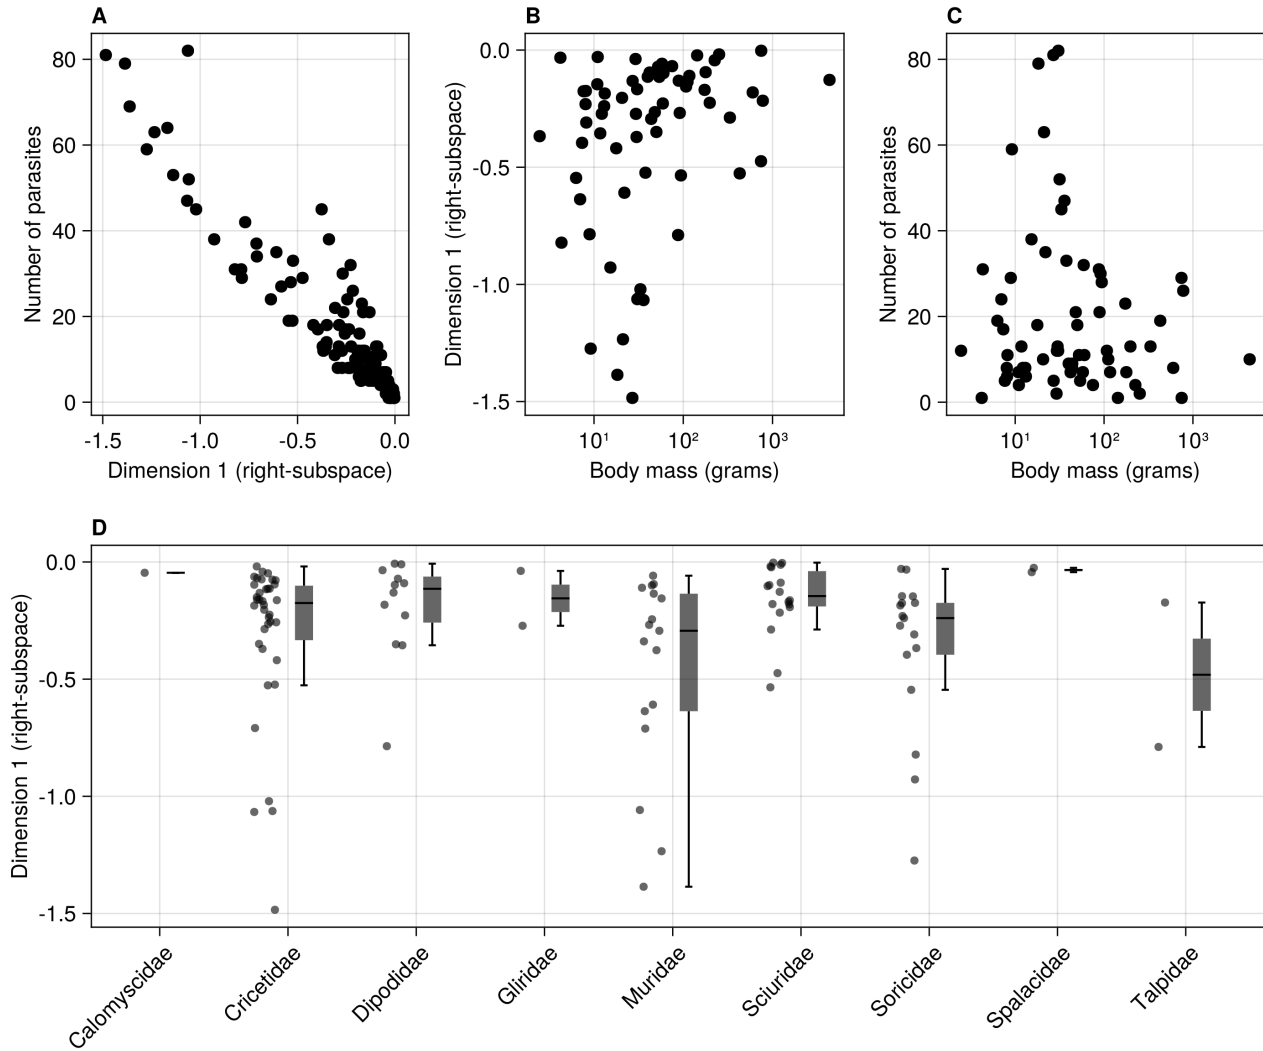 A
B
C
80
60
40
20
0
Number of parasites
-1.5
-1.0
-0.5
0.0
Dimension 1 (right-subspace)
0.0
-0.5
-1.0
-1.5
Dimension 1 (right-subspace)
10¹
10²
10³
Body mass (grams)
80
60
40
20
0
Number of parasites
10¹
10²
10³
Body mass (grams)
D
0.0
-0.5
-1.0
-1.5
Dimension 1 (right-subspace)
Calomyscidae
Cricetidae
Dipodidae
Gliridae
Muridae
Sciuridae
Soricidae
Spalacidae
Talpidae